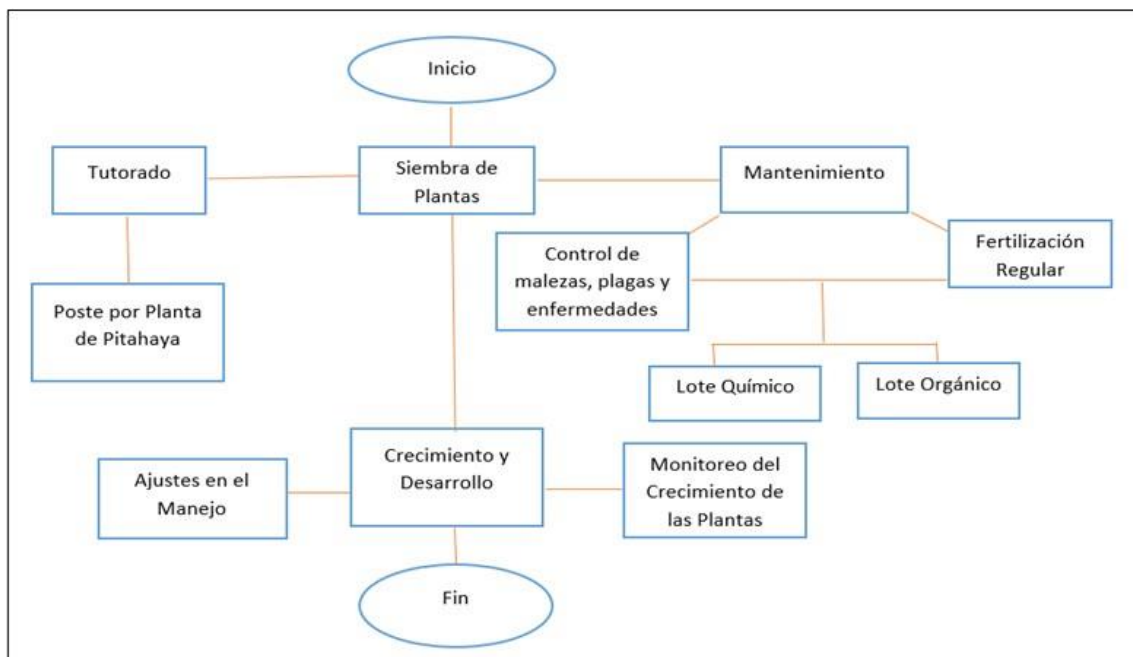 Inicio
Tutorado
Siembra de
Plantas
Mantenimiento
Poste por Planta
de Pitahaya
Control de
malezas, plagas y
enfermedades
Fertilización
Regular
Lote Químico
Lote Orgánico
Ajustes en el
Manejo
Crecimiento y
Desarrollo
Monitoreo del
Crecimiento de
las Plantas
Fin